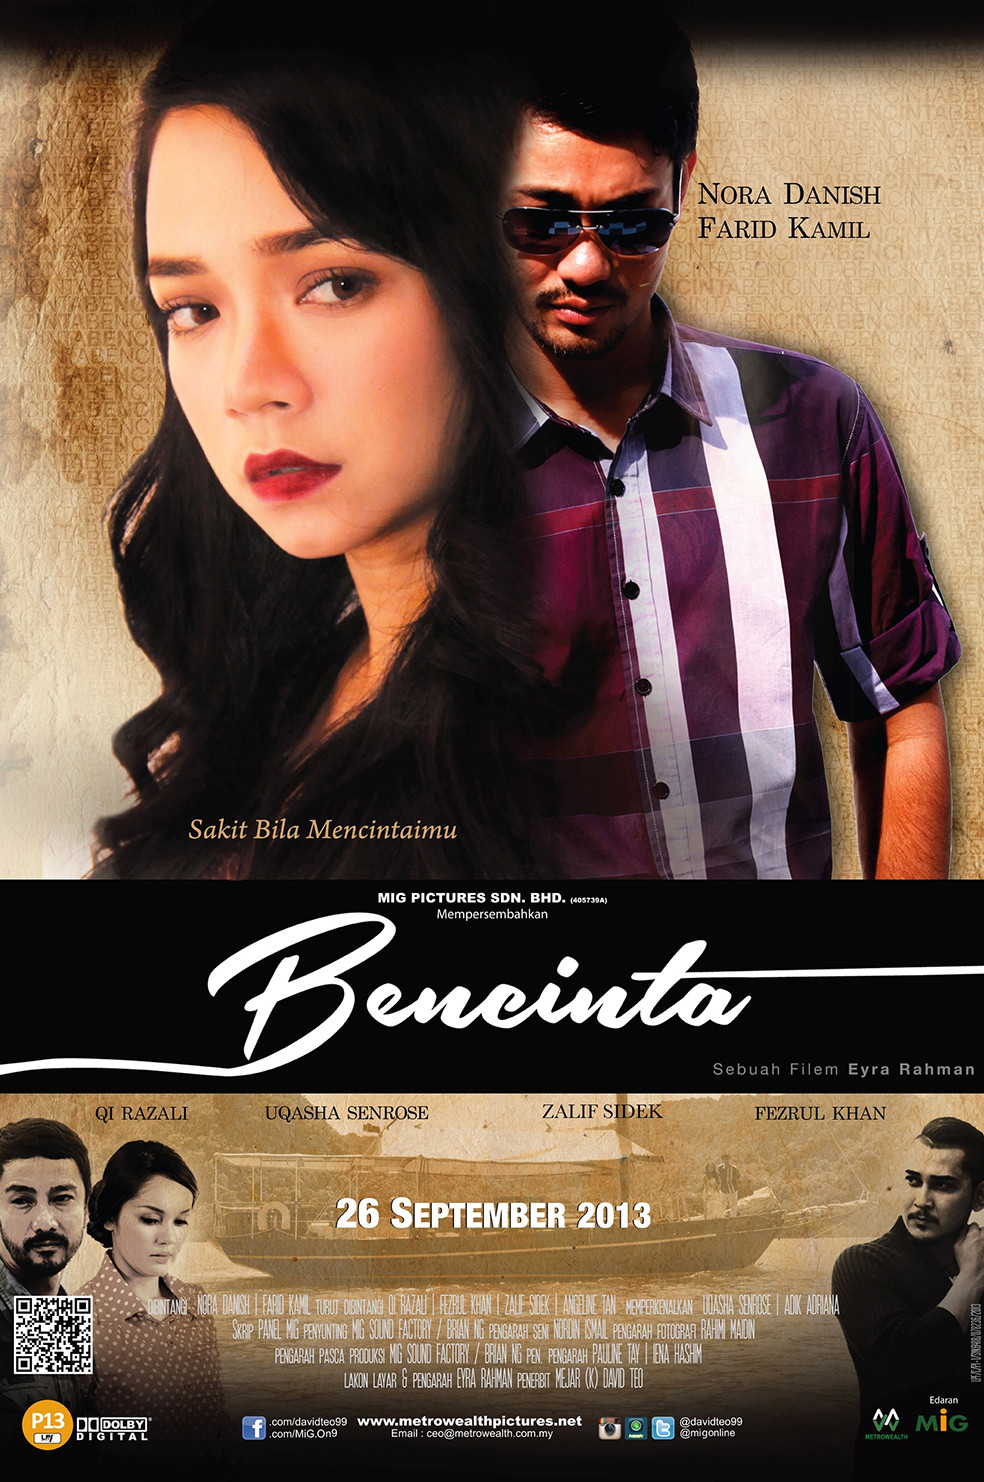 NORA DANISH
FARID KAMIL
Sakit Bila Mencintaimu
MIG PICTURES SDN. BHD. (405739A)
Mempersembahkan
Bencinta
Sebuah Filem Eyra Rahman
QI RAZALI UQASHA SENROSE ZALIF SIDEK FEZRUL KHAN
26 SEPTEMBER 2013
DIBINTANGI NORA DANISH | FARID KAMIL TURUT DIBINTANGI QI RAZALI | FEZRUL KHAN | ZALIF SIDEK | ANGELINE TAN MEMPERKENALKAN UQASHA SENROSE | ADIK ADRIANA
SKRIP PANEL MIG PENYUNTING MIG SOUND FACTORY / BRIAN NG PENGARAH SENI NORDIN ISMAIL PENGARAH FOTOGRAFI RAHIMI MAIDIN
PENGARAH PASCA PRODUKSI MIG SOUND FACTORY / BRIAN NG PEN. PENGARAH PAULINE TAY | IENA HASHIM
LAKON LAYAR & PENGARAH EYRA RAHMAN PENERBIT MEJAR (K) DAVID TEO
P13
LPF
DOLBY
DIGITAL
.com/davidteo99
.com/MiG.On9
www.metrowealthpictures.net
Email : ceo@metrowealth.com.my
@davidteo99
@migonline
METROWEALTH
Edaran
MiG